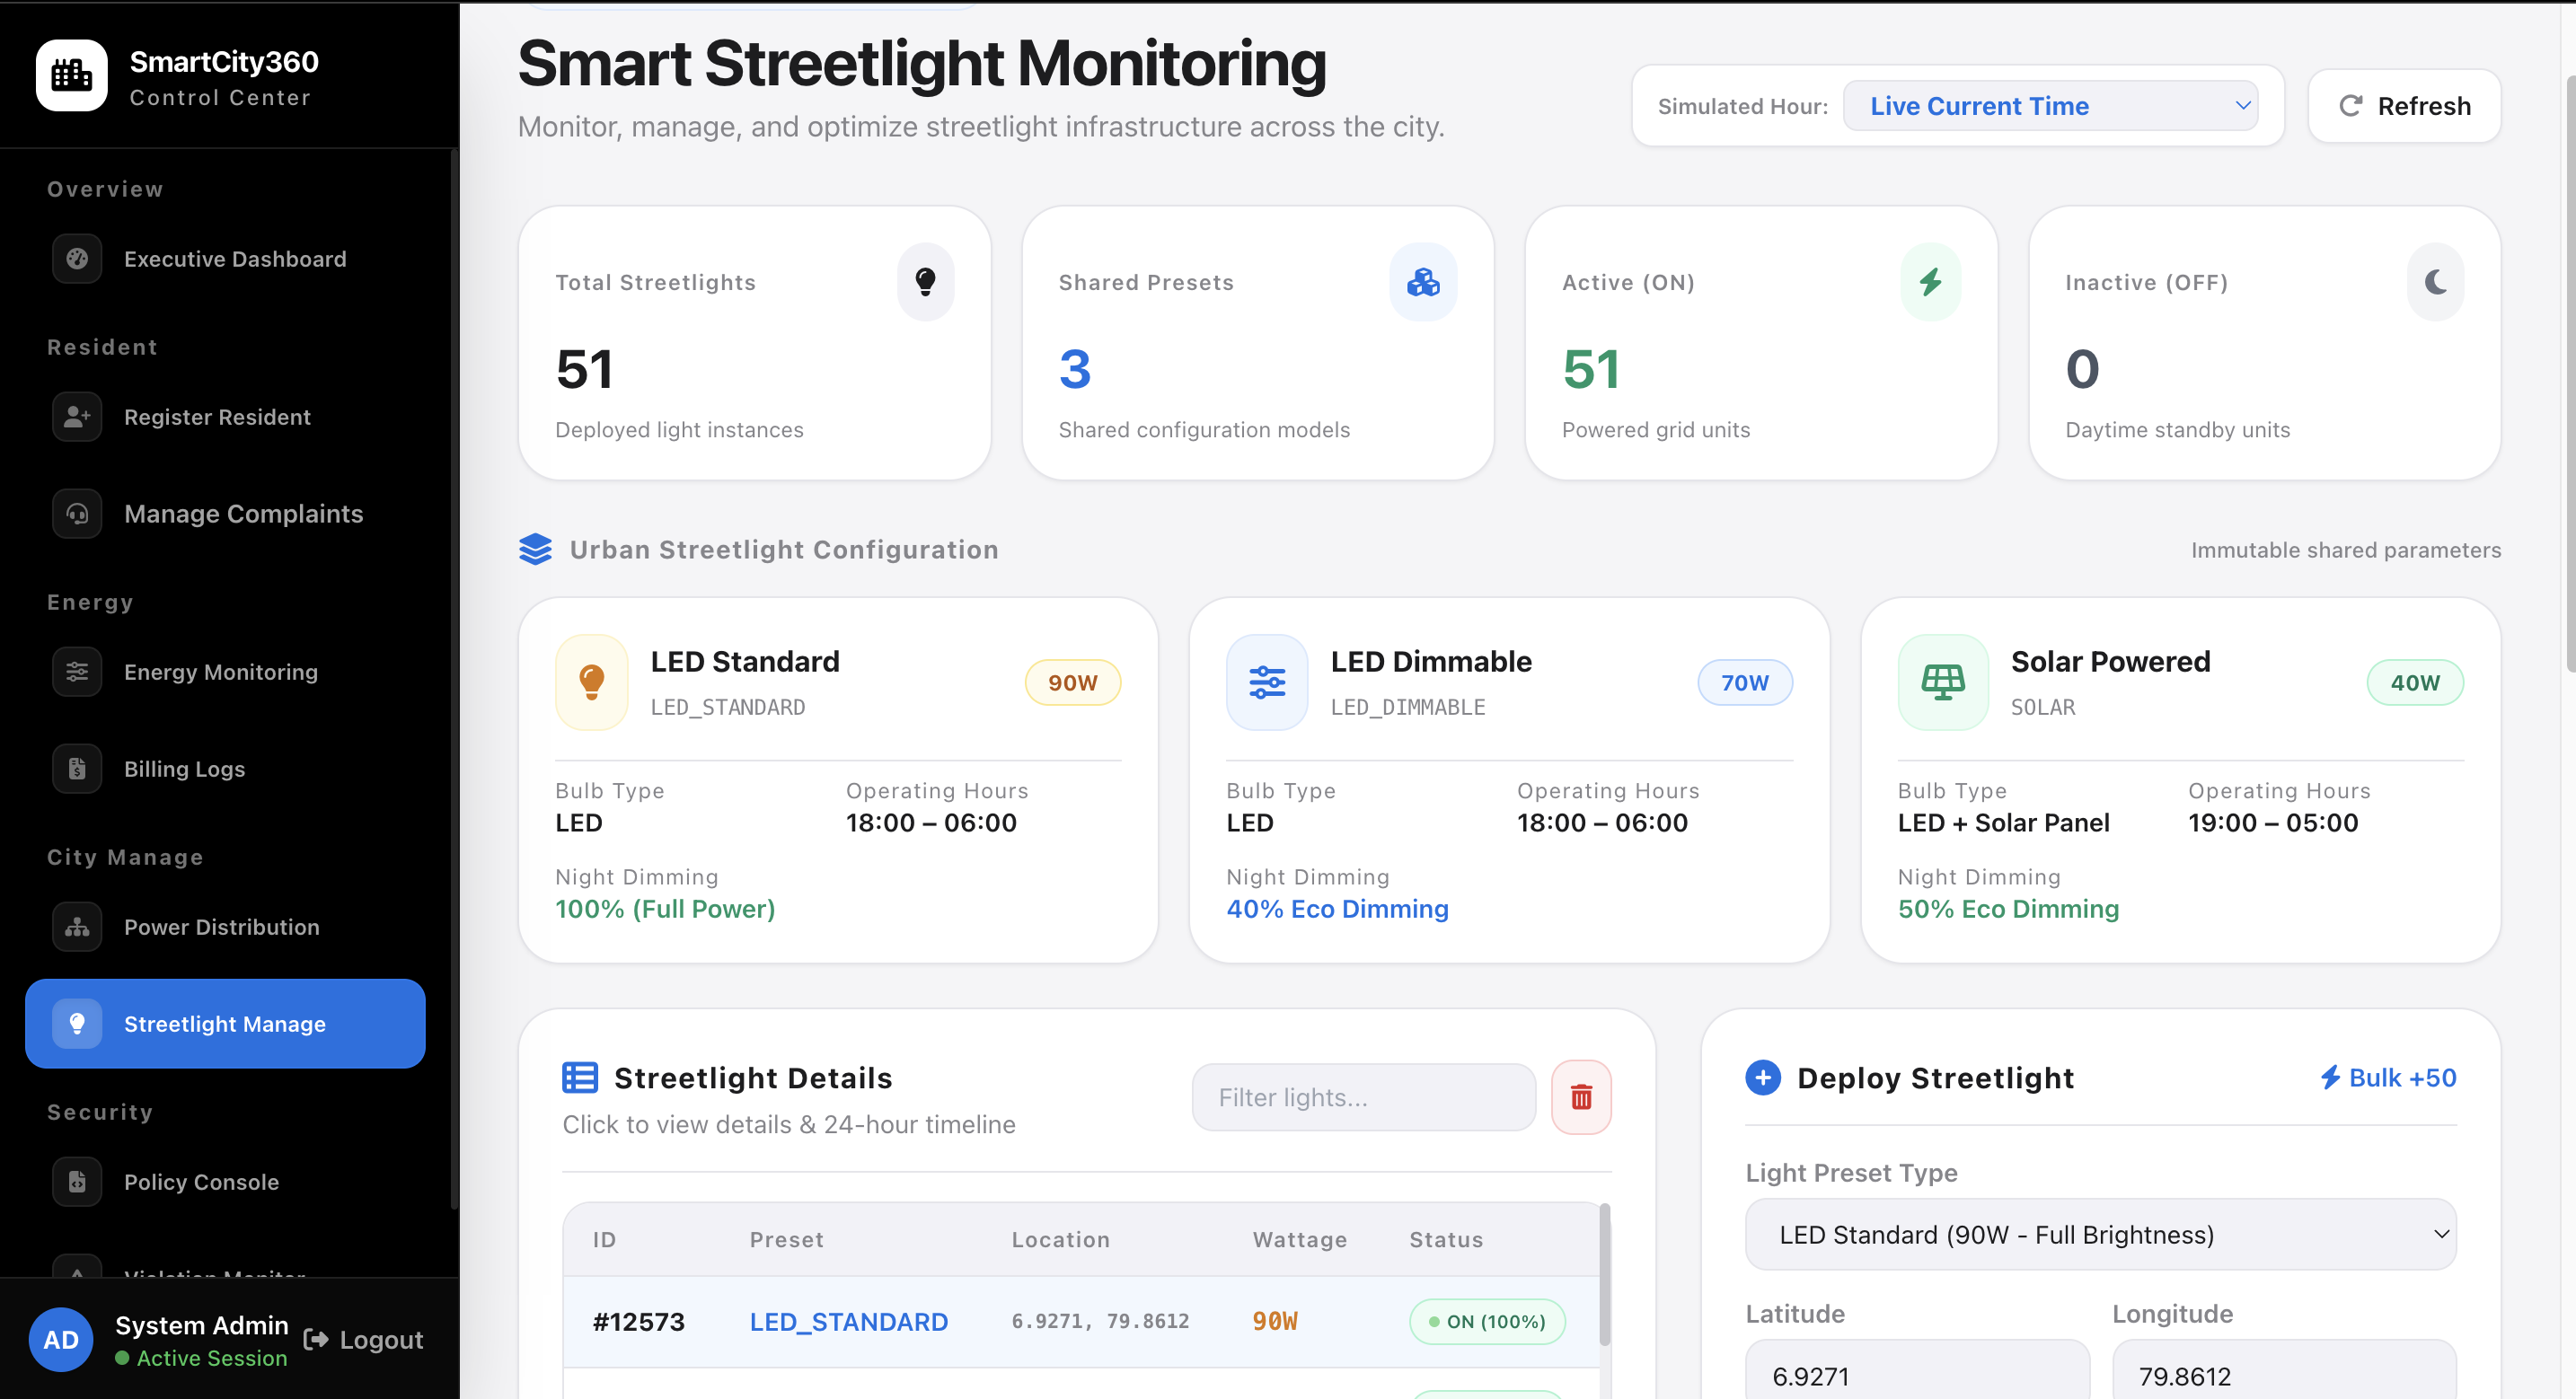 SmartCity360
Control Center
Overview
Executive Dashboard
Resident
Register Resident
Manage Complaints
Energy
Energy Monitoring
Billing Logs
City Manage
Power Distribution
Streetlight Manage
Security
Policy Console
Violation Monitor
AD
System Admin
Active Session
Logout
Smart Streetlight Monitoring
Monitor, manage, and optimize streetlight infrastructure across the city.
Simulated Hour:
Live Current Time
Refresh
Total Streetlights
51
Deployed light instances
Shared Presets
3
Shared configuration models
Active (ON)
51
Powered grid units
Inactive (OFF)
0
Daytime standby units
Urban Streetlight Configuration
Immutable shared parameters
LED Standard
LED_STANDARD
90W
Bulb Type
LED
Operating Hours
18:00 – 06:00
Night Dimming
100% (Full Power)
LED Dimmable
LED_DIMMABLE
70W
Bulb Type
LED
Operating Hours
18:00 – 06:00
Night Dimming
40% Eco Dimming
Solar Powered
SOLAR
40W
Bulb Type
LED + Solar Panel
Operating Hours
19:00 – 05:00
Night Dimming
50% Eco Dimming
Streetlight Details
Click to view details & 24-hour timeline
Filter lights...
ID Preset Location Wattage Status
#12573 LED_STANDARD 6.9271, 79.8612 90W ON (100%)
Deploy Streetlight
Bulk +50
Light Preset Type
LED Standard (90W - Full Brightness)
Latitude
Longitude
6.9271
79.8612